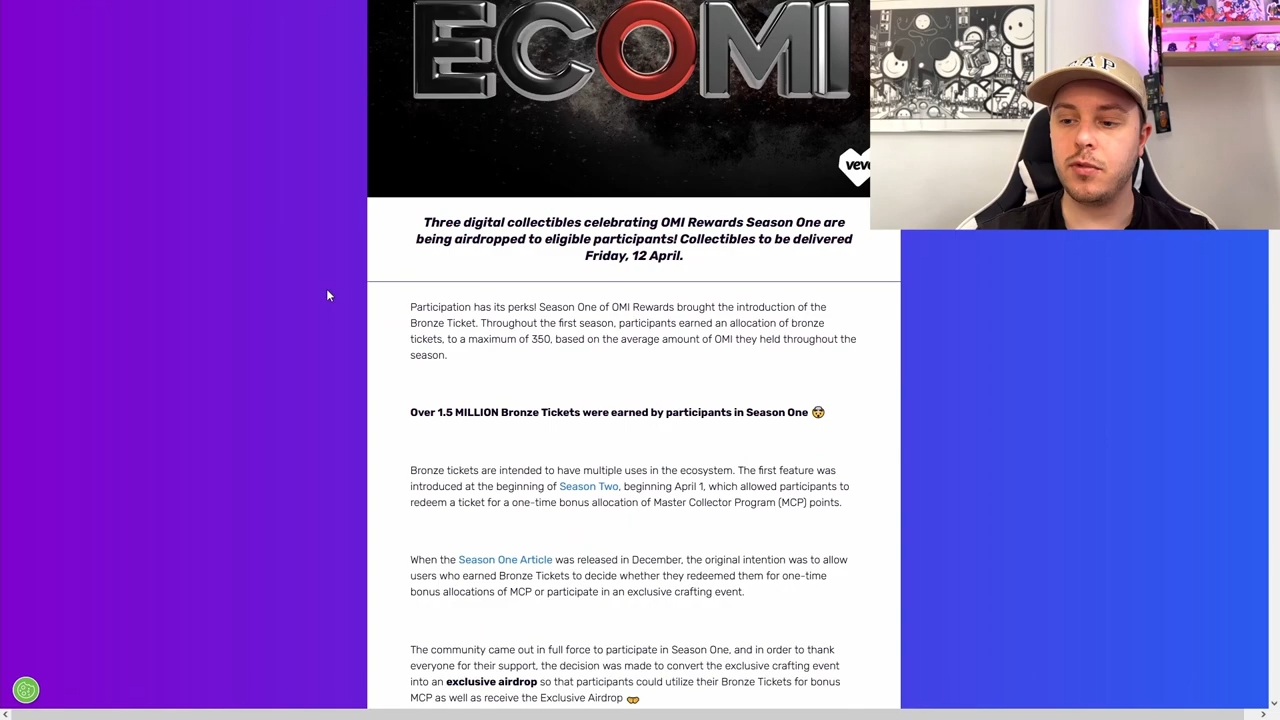 ECOMI
veve
Three digital collectibles celebrating OMI Rewards Season One are
being airdropped to eligible participants! Collectibles to be delivered
Friday, 12 April.
Participation has its perks! Season One of OMI Rewards brought the introduction of the
Bronze Ticket. Throughout the first season, participants earned an allocation of bronze
tickets, to a maximum of 350, based on the average amount of OMI they held throughout the
season.
Over 1.5 MILLION Bronze Tickets were earned by participants in Season One 🤯
Bronze tickets are intended to have multiple uses in the ecosystem. The first feature was
introduced at the beginning of Season Two, beginning April 1, which allowed participants to
redeem a ticket for a one-time bonus allocation of Master Collector Program (MCP) points.
When the Season One Article was released in December, the original intention was to allow
users who earned Bronze Tickets to decide whether they redeemed them for one-time
bonus allocations of MCP or participate in an exclusive crafting event.
The community came out in full force to participate in Season One, and in order to thank
everyone for their support, the decision was made to convert the exclusive crafting event
into an exclusive airdrop so that participants could utilize their Bronze Tickets for bonus
MCP as well as receive the Exclusive Airdrop